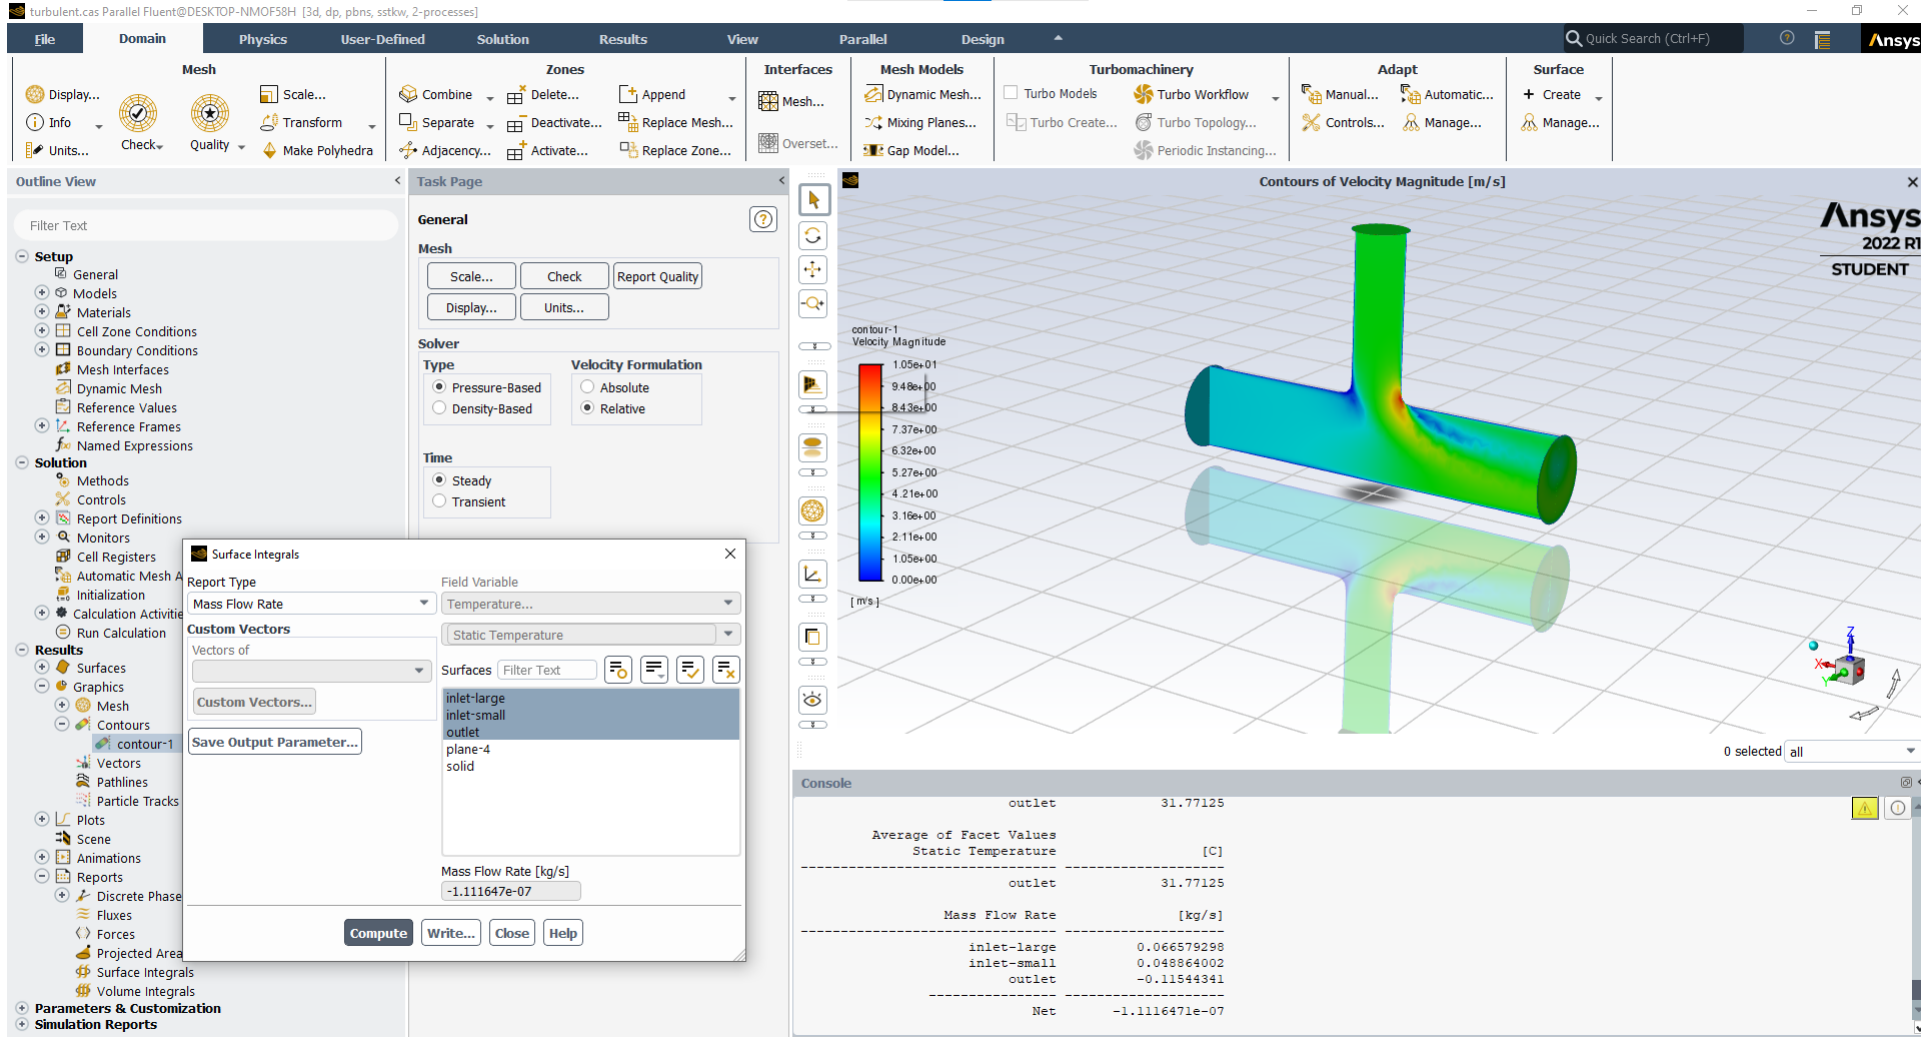 turbulent.cas Parallel Fluent@DESKTOP-NMOF58H [3d, dp, pbns, sstkw, 2-processes]
File Domain Physics User-Defined Solution Results View Parallel Design Quick Search (Ctrl+F) Ansys
Mesh Zones Interfaces Mesh Models Turbomachinery Adapt Surface
Display... Scale... Combine Delete... Append Mesh... Dynamic Mesh... Turbo Models Turbo Workflow Manual... Automatic... + Create
Info Transform Separate Deactivate... Replace Mesh... Mixing Planes... Turbo Create... Turbo Topology... Controls... Manage... Manage...
Units... Check Quality Make Polyhedra Adjacency... Activate... Replace Zone... Overset... Gap Model... Periodic Instancing...
Outline View
Filter Text
Setup
General
Models
Materials
Cell Zone Conditions
Boundary Conditions
Mesh Interfaces
Dynamic Mesh
Reference Values
Reference Frames
Named Expressions
Solution
Methods
Controls
Report Definitions
Monitors
Cell Registers
Automatic Mesh A
Initialization
Calculation Activitie
Run Calculation
Results
Surfaces
Graphics
Mesh
Contours
contour-1
Vectors
Pathlines
Particle Tracks
Plots
Scene
Animations
Reports
Discrete Phase
Fluxes
Forces
Projected Area
Surface Integrals
Volume Integrals
Parameters & Customization
Simulation Reports
Task Page
General
Mesh
Scale... Check Report Quality
Display... Units...
Solver
Type Velocity Formulation
Pressure-Based Absolute
Density-Based Relative
Time
Steady
Transient
Surface Integrals
Report Type Field Variable
Mass Flow Rate Temperature...
Custom Vectors Static Temperature
Vectors of
Surfaces Filter Text
Custom Vectors...
Save Output Parameter...
inlet-large
inlet-small
outlet
plane-4
solid
Mass Flow Rate [kg/s]
-1.111647e-07
Compute Write... Close Help
Contours of Velocity Magnitude [m/s]
Ansys
2022 R1
STUDENT
contour-1
Velocity Magnitude
1.05e+01
9.48e+00
8.43e+00
7.37e+00
6.32e+00
5.27e+00
4.21e+00
3.16e+00
2.11e+00
1.05e+00
0.00e+00
[ m/s ]
Z
X
Y
0 selected all
Console
outlet 31.77125
Average of Facet Values
Static Temperature [C]
-------------------------------- --------------------
outlet 31.77125
Mass Flow Rate [kg/s]
-------------------------------- --------------------
inlet-large 0.066579298
inlet-small 0.048864002
outlet -0.11544341
---------------- --------------------
Net -1.1116471e-07